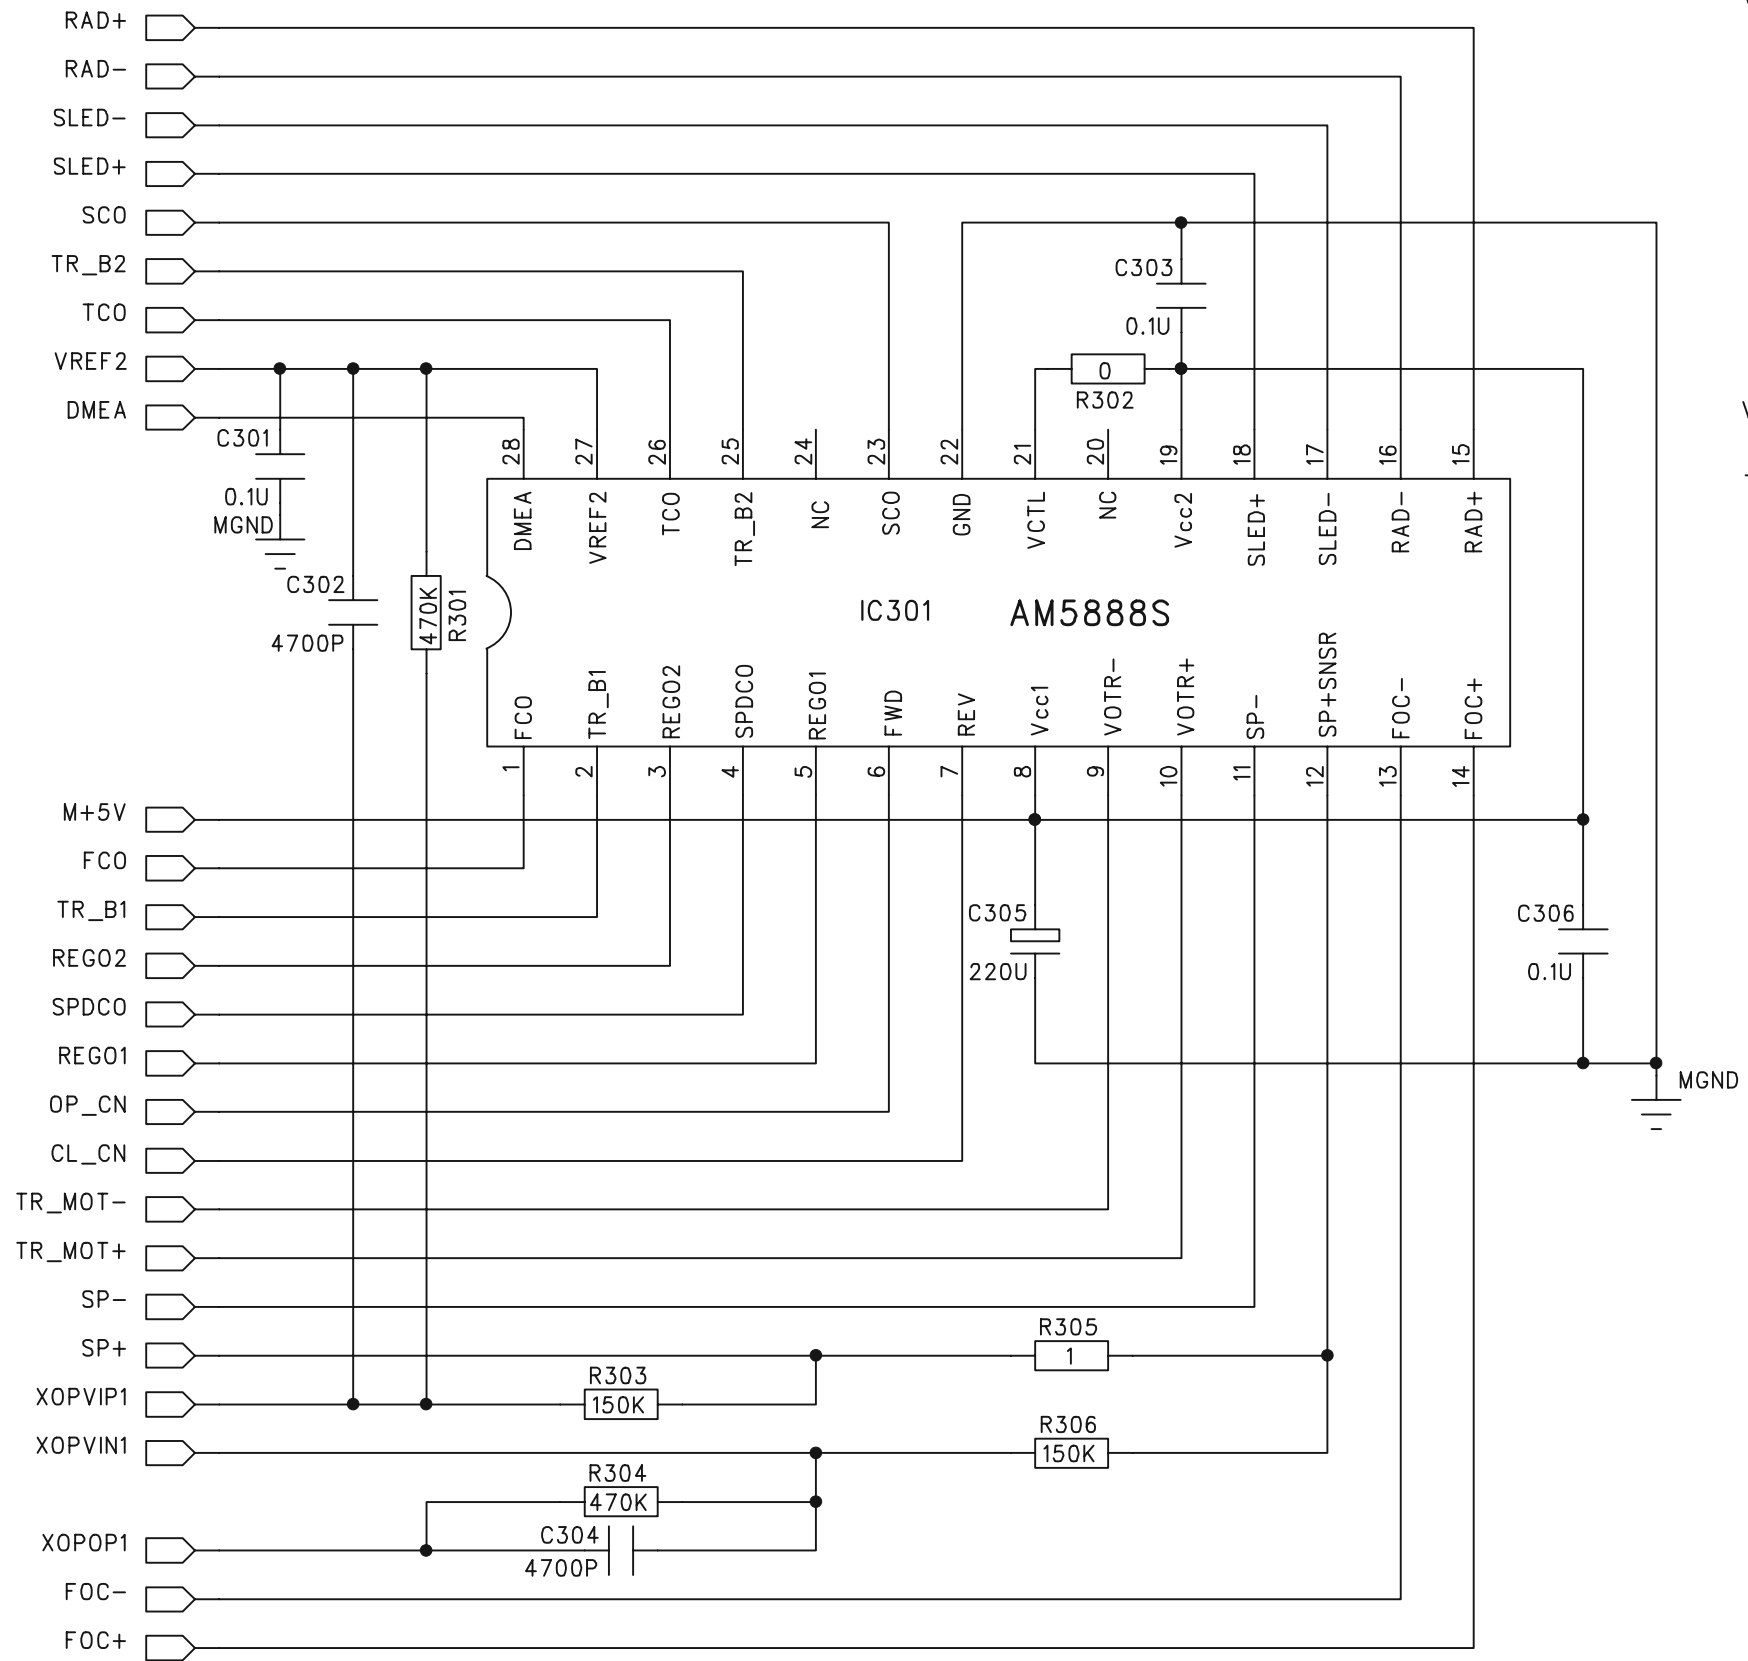 RAD+
RAD-
SLED-
SLED+
SCO
TR_B2
C303
TCO
0.1U
VREF2
0
R302
DMEA
C301
28 27 26 25 24 23 22 21 20 19 18 17 16 15
0.1U
MGND
DMEA VREF2 TCO TR_B2 NC SCO GND VCTL NC Vcc2 SLED+ SLED- RAD- RAD+
C302
470K
R301
4700P
IC301 AM5888S
FCO TR_B1 REGO2 SPDCO REGO1 FWD REV Vcc1 VOTR- VOTR+ SP- SP+SNSR FOC- FOC+
1 2 3 4 5 6 7 8 9 10 11 12 13 14
M+5V
FCO
TR_B1
C305
C306
REGO2
220U
0.1U
SPDCO
REGO1
MGND
OP_CN
CL_CN
TR_MOT-
TR_MOT+
SP-
R305
SP+
1
R303
XOPVIP1
150K
R306
XOPVIN1
150K
R304
470K
XOPOP1
C304
4700P
FOC-
FOC+